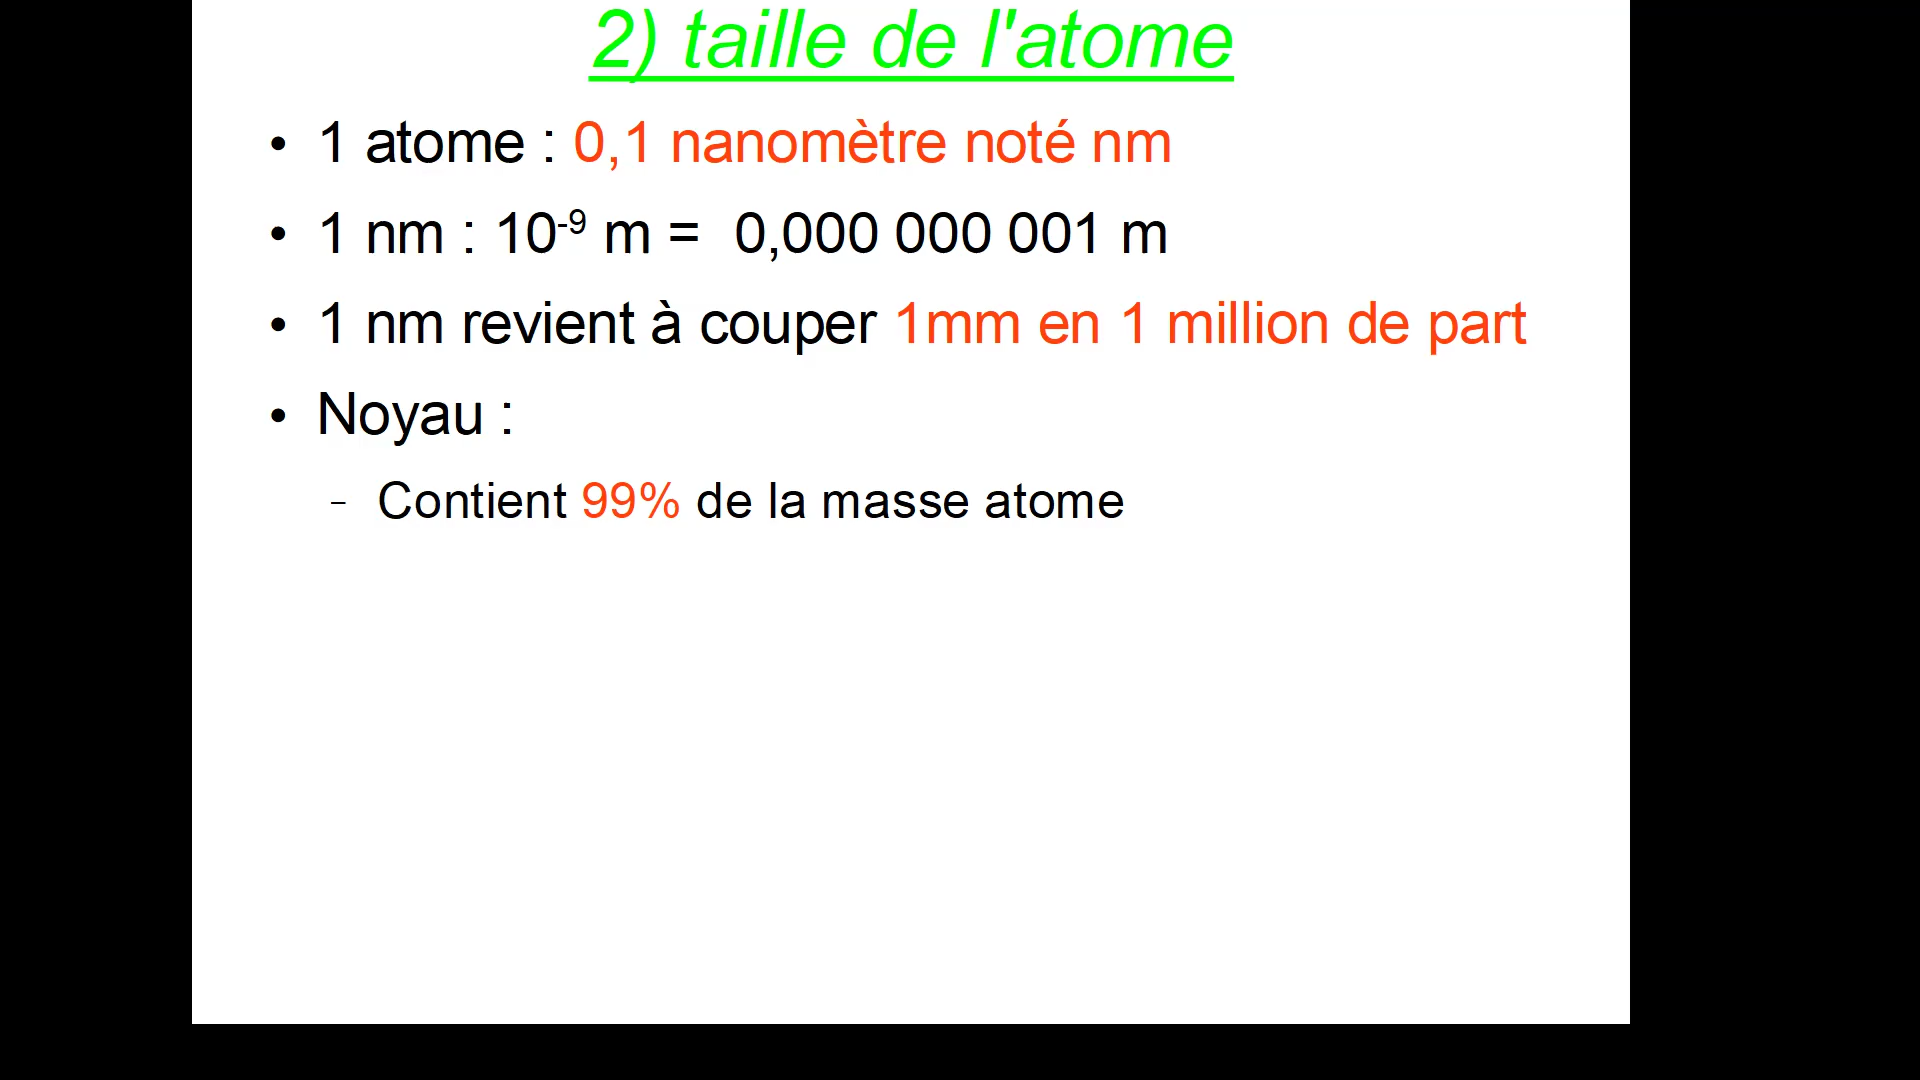 2) taille de l'atome
• 1 atome : 0,1 nanomètre noté nm
• 1 nm : 10⁻⁹ m = 0,000 000 001 m
• 1 nm revient à couper 1mm en 1 million de part
• Noyau :
– Contient 99% de la masse atome